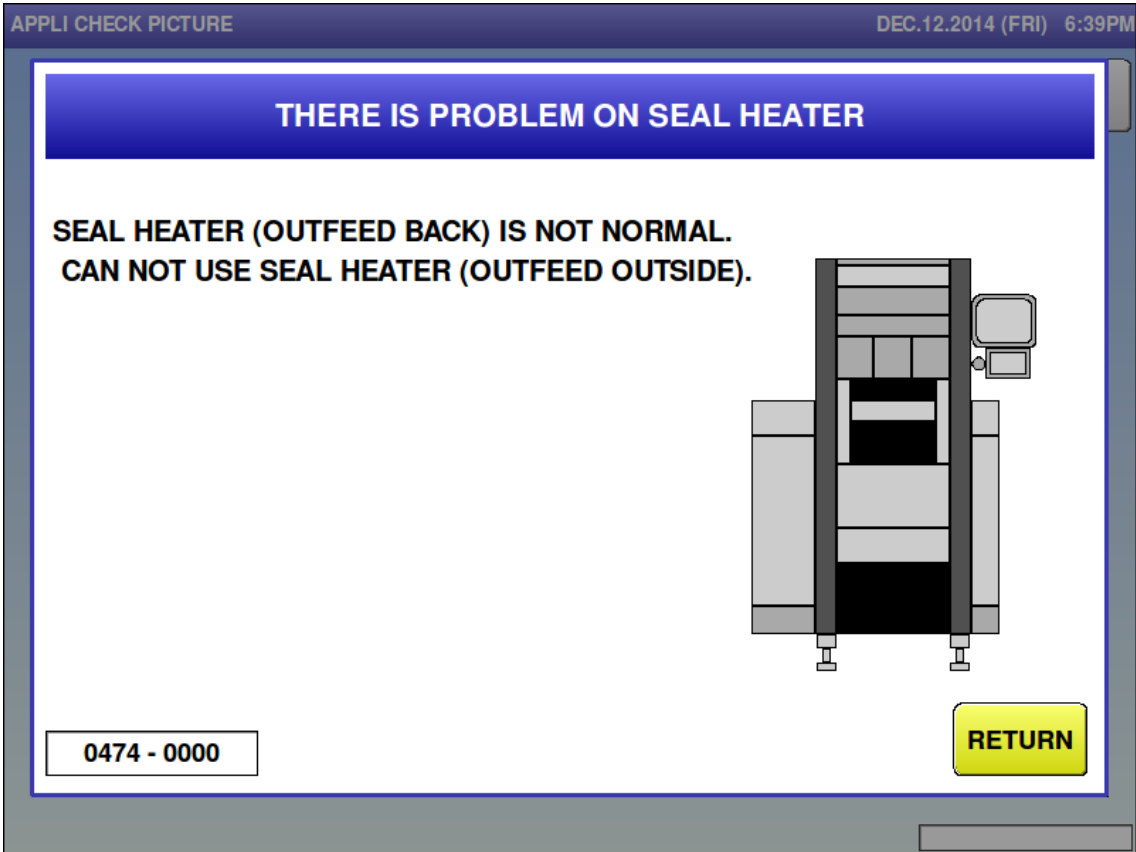 APPLI CHECK PICTURE
DEC.12.2014 (FRI) 6:39PM
THERE IS PROBLEM ON SEAL HEATER
SEAL HEATER (OUTFEED BACK) IS NOT NORMAL.
CAN NOT USE SEAL HEATER (OUTFEED OUTSIDE).
0474 - 0000
RETURN